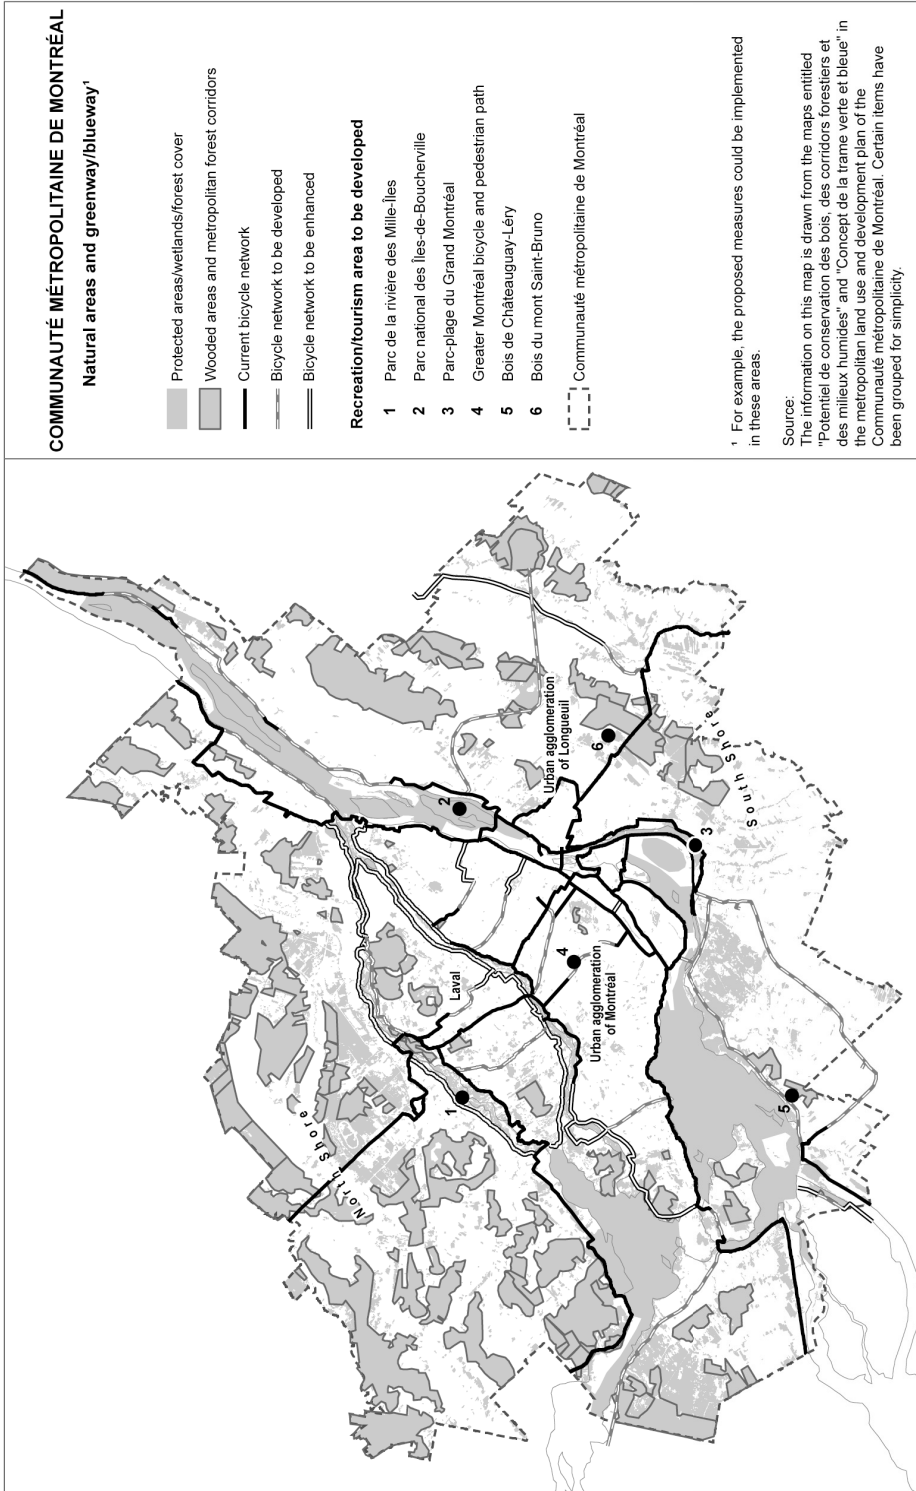 COMMUNAUTÉ MÉTROPOLITAINE DE MONTRÉAL
Natural areas and greenway/blueway¹
Protected areas/wetlands/forest cover
Wooded areas and metropolitan forest corridors
Current bicycle network
Bicycle network to be developed
Bicycle network to be enhanced
Recreation/tourism area to be developed
1 Parc de la rivière des Mille-Îles
2 Parc national des Îles-de-Boucherville
3 Parc-plage du Grand Montréal
4 Greater Montréal bicycle and pedestrian path
5 Bois de Châteauguay-Léry
6 Bois du mont Saint-Bruno
Communauté métropolitaine de Montréal
¹ For example, the proposed measures could be implemented
in these areas.
Source:
The information on this map is drawn from the maps entitled
"Potentiel de conservation des bois, des corridors forestiers et
des milieux humides" and "Concept de la trame verte et bleue" in
the metropolitan land use and development plan of the
Communauté métropolitaine de Montréal. Certain items have
been grouped for simplicity.
North Shore
1
Laval
2
Urban agglomeration
of Longueuil
6
4
Urban agglomeration
of Montréal
3
South Shore
5